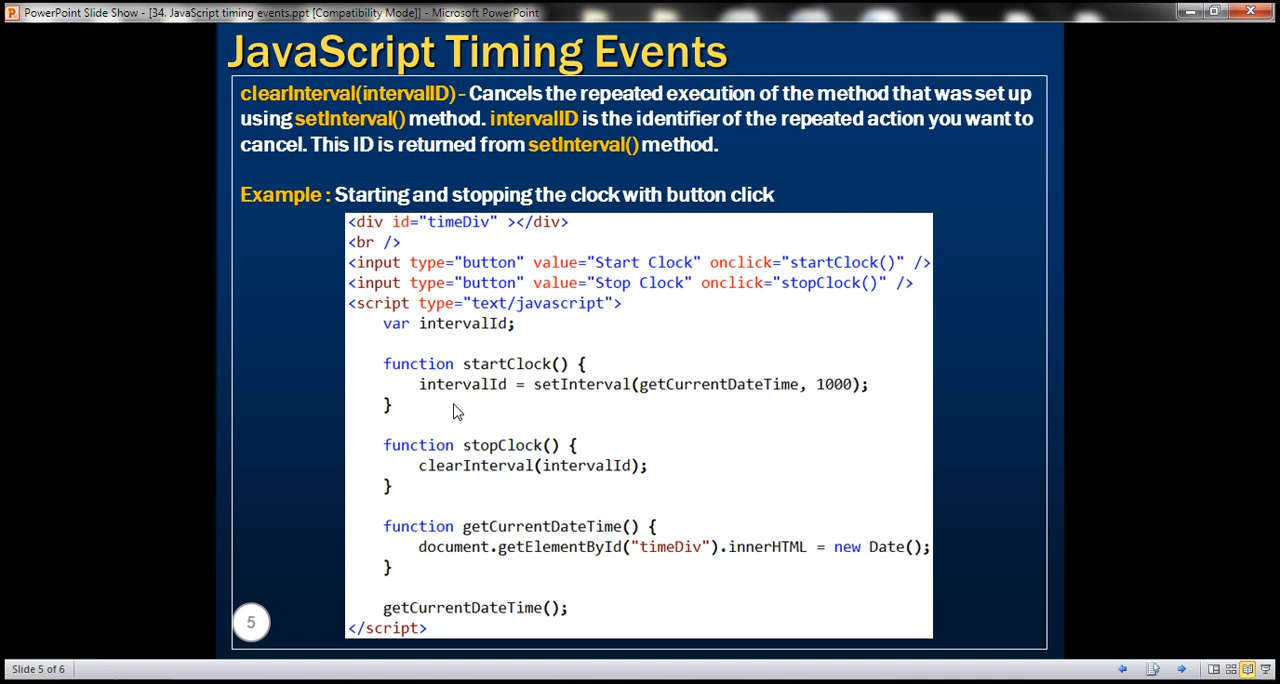 PowerPoint Slide Show - [34. JavaScript timing events.ppt [Compatibility Mode]] - Microsoft PowerPoint
JavaScript Timing Events
clearInterval(intervalID) - Cancels the repeated execution of the method that was set up
using setInterval() method. intervalID is the identifier of the repeated action you want to
cancel. This ID is returned from setInterval() method.
Example : Starting and stopping the clock with button click
<div id="timeDiv" ></div>
<br />
<input type="button" value="Start Clock" onclick="startClock()" />
<input type="button" value="Stop Clock" onclick="stopClock()" />
<script type="text/javascript">
var intervalId;
function startClock() {
intervalId = setInterval(getCurrentDateTime, 1000);
}
function stopClock() {
clearInterval(intervalId);
}
function getCurrentDateTime() {
document.getElementById("timeDiv").innerHTML = new Date();
}
getCurrentDateTime();
</script>
5
Slide 5 of 6